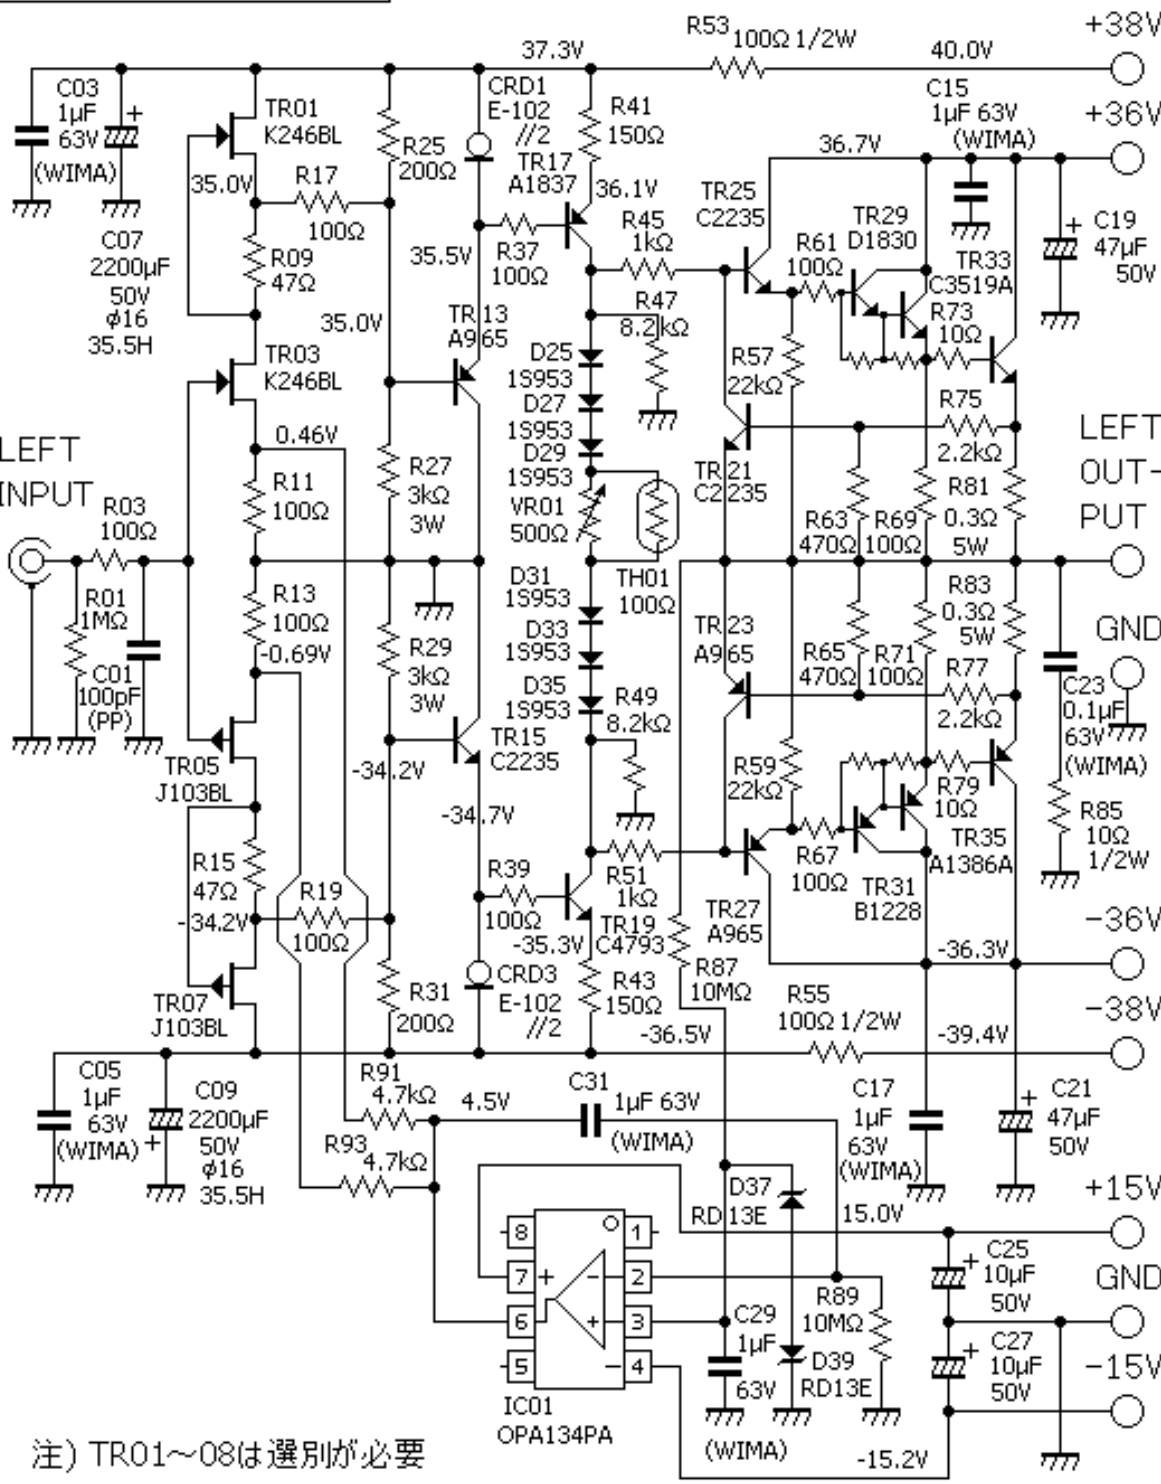 R53
100Ω 1/2W
+38V
37.3V
40.0V
C03
1µF
63V
(WIMA)
+
C07
2200µF
50V
φ16
35.5H
TR01
K246BL
35.0V
R17
100Ω
R09
47Ω
35.0V
R25
200Ω
CRD1
E-102
//2
R41
150Ω
TR17
A1837
36.1V
R37
100Ω
35.5V
TR13
A965
C15
1µF 63V
(WIMA)
+36V
36.7V
TR25
C2235
R45
1kΩ
R47
8.2kΩ
R61
100Ω
TR29
D1830
TR33
C3519A
+
C19
47µF
50V
R73
10Ω
TR03
K246BL
D25
1S953
D27
1S953
D29
1S953
R57
22kΩ
R75
2.2kΩ
LEFT
INPUT
0.46V
R11
100Ω
R27
3kΩ
3W
VR01
500Ω
TR21
C2235
R63
470Ω
R69
100Ω
R81
0.3Ω
5W
LEFT
OUT-
PUT
R03
100Ω
R01
1MΩ
C01
100pF
(PP)
R13
100Ω
-0.69V
R29
3kΩ
3W
D31
1S953
D33
1S953
D35
1S953
TH01
100Ω
TR23
A965
R65
470Ω
R71
100Ω
R83
0.3Ω
5W
R77
2.2kΩ
GND
C23
0.1µF
63V
(WIMA)
TR05
J103BL
-34.2V
TR15
C2235
-34.7V
R49
8.2kΩ
R59
22kΩ
R79
10Ω
R85
10Ω
1/2W
R15
47Ω
-34.2V
R19
100Ω
R39
100Ω
-35.3V
R51
1kΩ
TR19
C4793
TR27
A965
R67
100Ω
TR31
B1228
TR35
A1386A
-36V
-36.3V
TR07
J103BL
R31
200Ω
CRD3
E-102
//2
R43
150Ω
-36.5V
R87
10MΩ
R55
100Ω 1/2W
-39.4V
-38V
C05
1µF
63V
(WIMA)
+
C09
2200µF
50V
φ16
35.5H
R91
4.7kΩ
R93
4.7kΩ
4.5V
C31
1µF 63V
(WIMA)
C17
1µF
63V
(WIMA)
+
C21
47µF
50V
D37
RD13E
15.0V
+15V
8
7
6
5
1
2
3
4
+
−
+
−
IC01
OPA134PA
C29
1µF
63V
(WIMA)
R89
10MΩ
D39
RD13E
+
C25
10µF
50V
GND
+
C27
10µF
50V
-15V
-15.2V
注) TR01～08は選別が必要